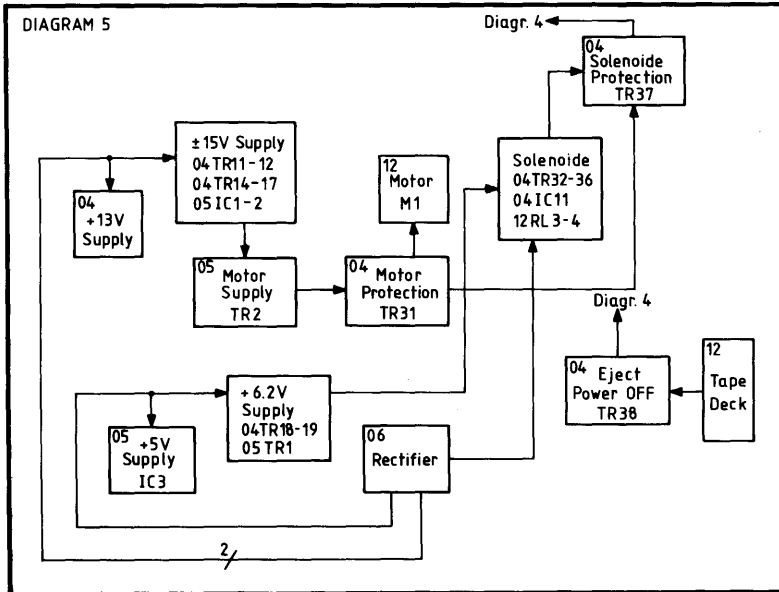 DIAGRAM 5
Diagr. 4
04
Solenoide
Protection
TR37
±15V Supply
04TR11-12
04TR14-17
05IC1-2
12
Motor
M1
Solenoide
04TR32-36
04IC11
12RL3-4
04
+13V
Supply
05
Motor
Supply
TR2
04
Motor
Protection
TR31
Diagr. 4
04
Eject
Power OFF
TR38
12
Tape
Deck
+6.2V
Supply
04TR18-19
05TR1
05
+5V
Supply
IC3
06
Rectifier
2